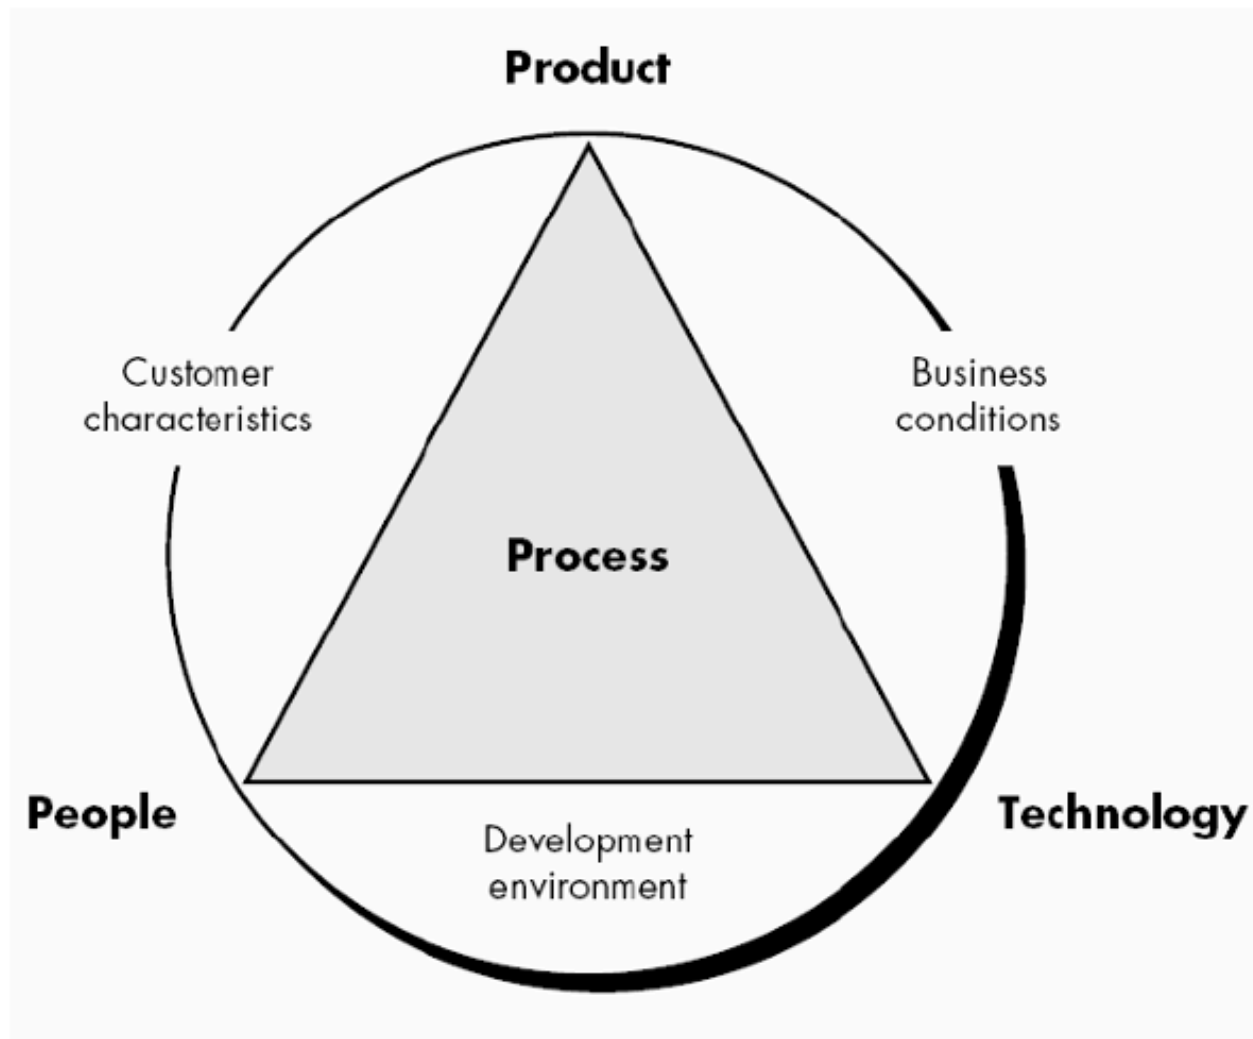 Product
Customer
characteristics
Business
conditions
Process
People
Technology
Development
environment